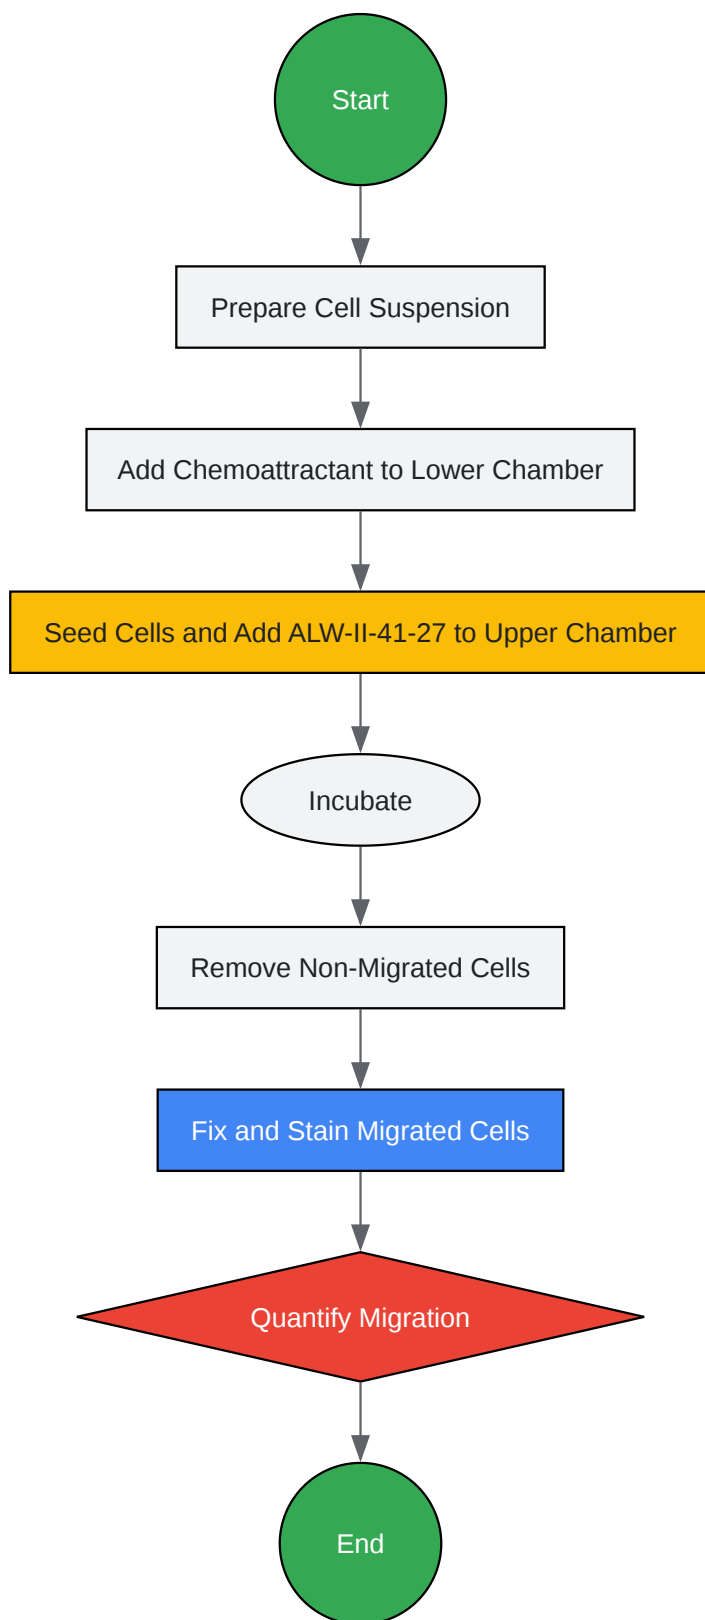 Start
Prepare Cell Suspension
Add Chemoattractant to Lower Chamber
Seed Cells and Add ALW-II-41-27 to Upper Chamber
Incubate
Remove Non-Migrated Cells
Fix and Stain Migrated Cells
Quantify Migration
End